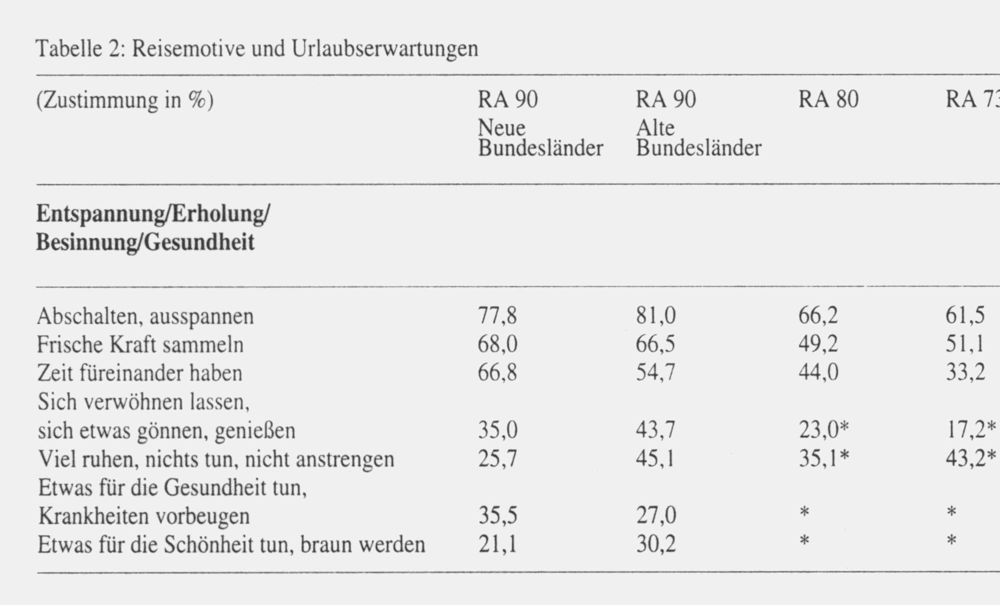 Tabelle 2: Reisemotive und Urlaubserwartungen
(Zustimmung in %) RA 90 RA 90 RA 80 RA 73
Neue Alte
Bundesländer Bundesländer
Entspannung/Erholung/
Besinnung/Gesundheit
Abschalten, ausspannen 77,8 81,0 66,2 61,5
Frische Kraft sammeln 68,0 66,5 49,2 51,1
Zeit füreinander haben 66,8 54,7 44,0 33,2
Sich verwöhnen lassen,
sich etwas gönnen, genießen 35,0 43,7 23,0* 17,2*
Viel ruhen, nichts tun, nicht anstrengen 25,7 45,1 35,1* 43,2*
Etwas für die Gesundheit tun,
Krankheiten vorbeugen 35,5 27,0 * *
Etwas für die Schönheit tun, braun werden 21,1 30,2 * *